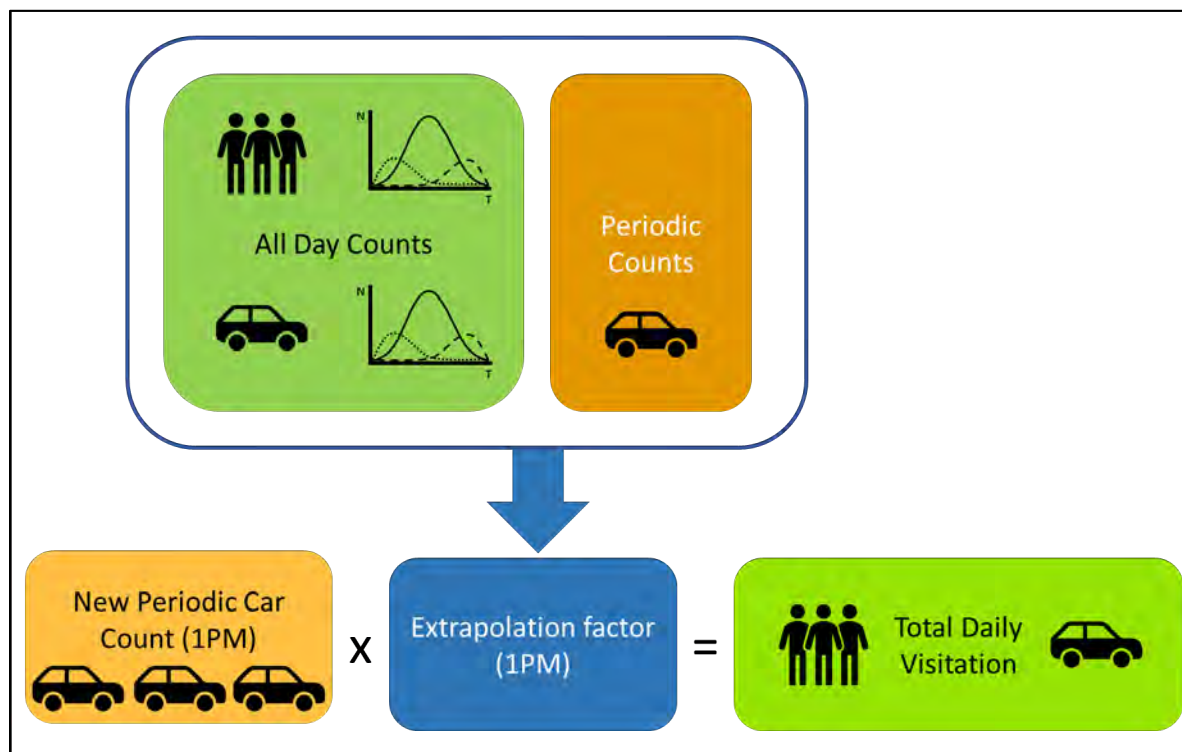 N
T
All Day Counts
N
T
Periodic
Counts
New Periodic Car
Count (1PM)
x
Extrapolation factor
(1PM)
=
Total Daily
Visitation